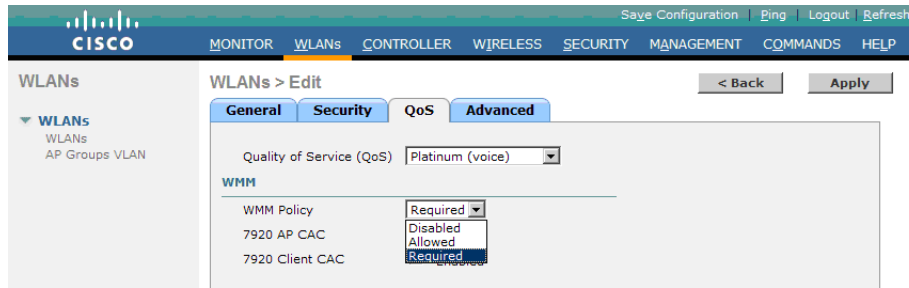 Save Configuration | Ping | Logout | Refresh
CISCO
MONITOR WLANs CONTROLLER WIRELESS SECURITY MANAGEMENT COMMANDS HELP
WLANs
WLANs > Edit
< Back
Apply
WLANs
WLANs
AP Groups VLAN
General Security QoS Advanced
Quality of Service (QoS) Platinum (voice)
WMM
WMM Policy Required
Disabled
Allowed
Required
7920 AP CAC
7920 Client CAC